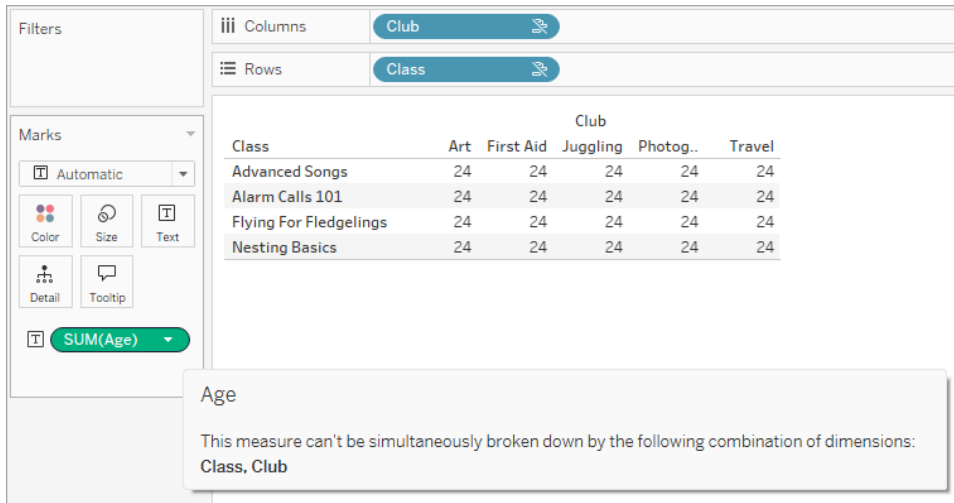 Filters
Columns
Club
Rows
Class
Marks
Automatic
Color Size Text
Detail Tooltip
SUM(Age)
Club
Class Art First Aid Juggling Photog.. Travel
Advanced Songs 24 24 24 24 24
Alarm Calls 101 24 24 24 24 24
Flying For Fledgelings 24 24 24 24 24
Nesting Basics 24 24 24 24 24
Age
This measure can't be simultaneously broken down by the following combination of dimensions:
Class, Club